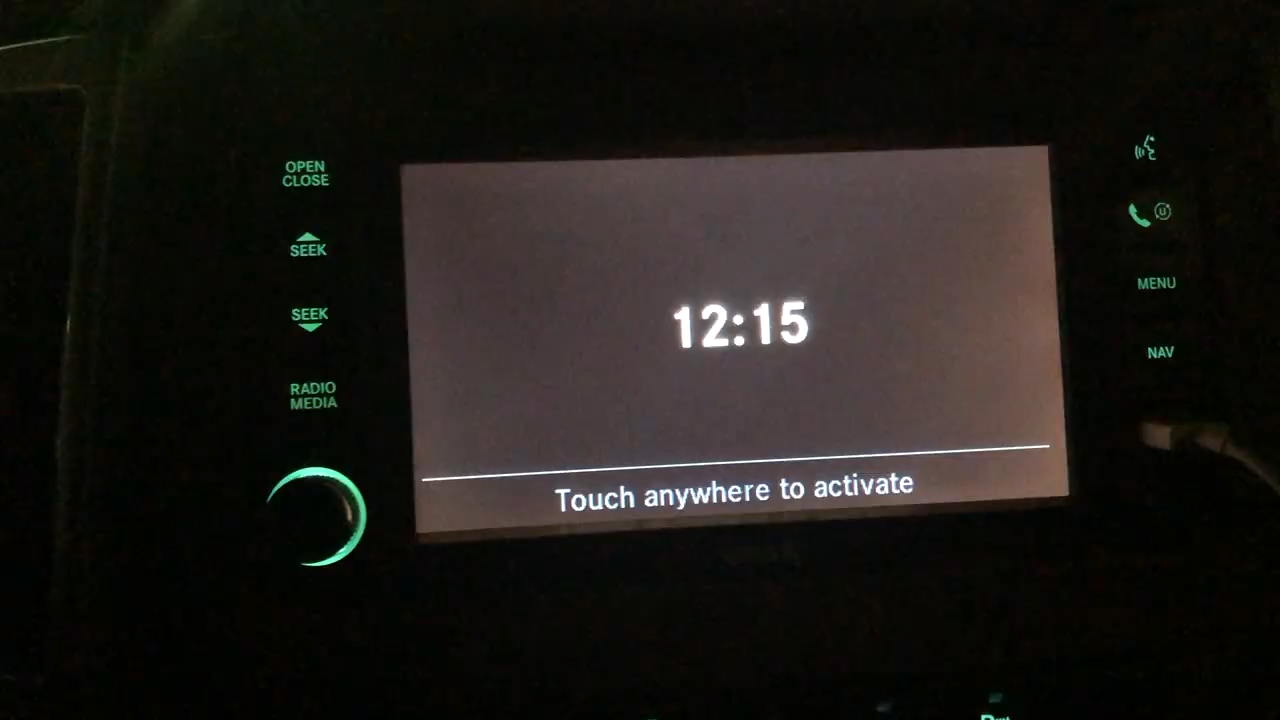 OPEN
CLOSE
SEEK
SEEK
RADIO
MEDIA
12:15
Touch anywhere to activate
MENU
NAV